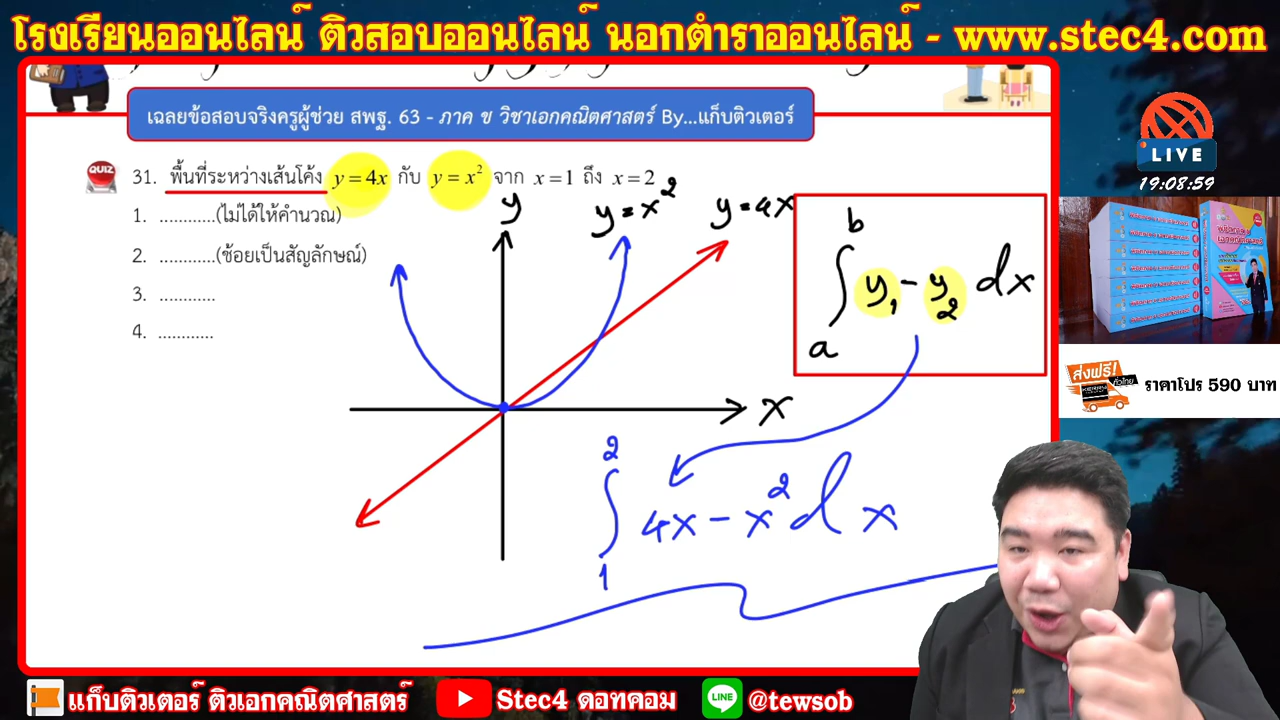 โรงเรียนออนไลน์ ติวสอบออนไลน์ นอกตำราออนไลน์ - www.stec4.com
เฉลยข้อสอบจริงครูผู้ช่วย สพฐ. 63 - ภาค ข วิชาเอกคณิตศาสตร์ By...แก็บติวเตอร์
QUIZ
31. พื้นที่ระหว่างเส้นโค้ง y = 4x กับ y = x² จาก x = 1 ถึง x = 2
1. ............(ไม่ได้ให้คำนวณ)
2. ............(ช้อยเป็นสัญลักษณ์)
3. ............
4. ............
y
y = x²
y = 4x
x
∫ₐᵇ y₁ - y₂ dx
∫₁² 4x - x² dx
LIVE
19:08:59
ส่งฟรี!
ทั่วไทย
ราคาโปร 590 บาท
แก็บติวเตอร์ ติวเอกคณิตศาสตร์
Stec4 ดอทคอม
LINE
@tewsob